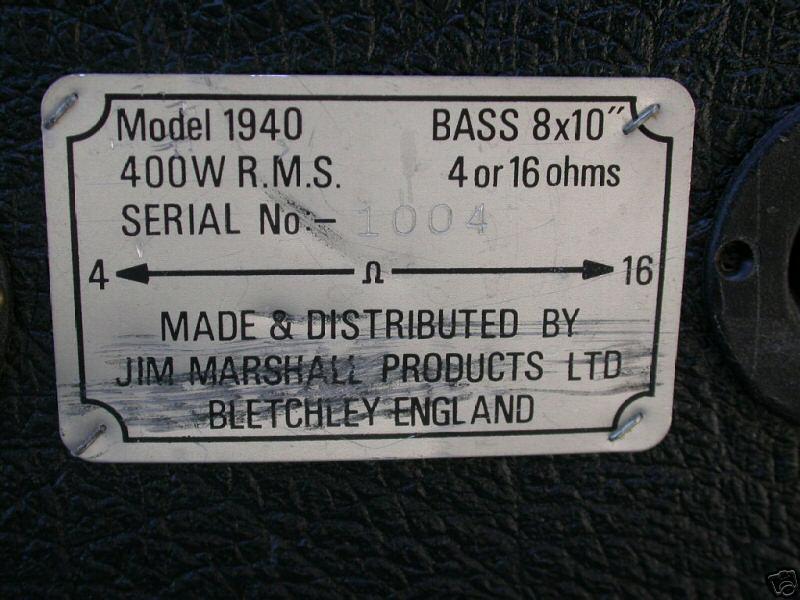 Model 1940 BASS 8x10"
400W R.M.S. 4 or 16 ohms
SERIAL No:- 1004
4 Ω 16
MADE & DISTRIBUTED BY
JIM MARSHALL PRODUCTS LTD
BLETCHLEY ENGLAND